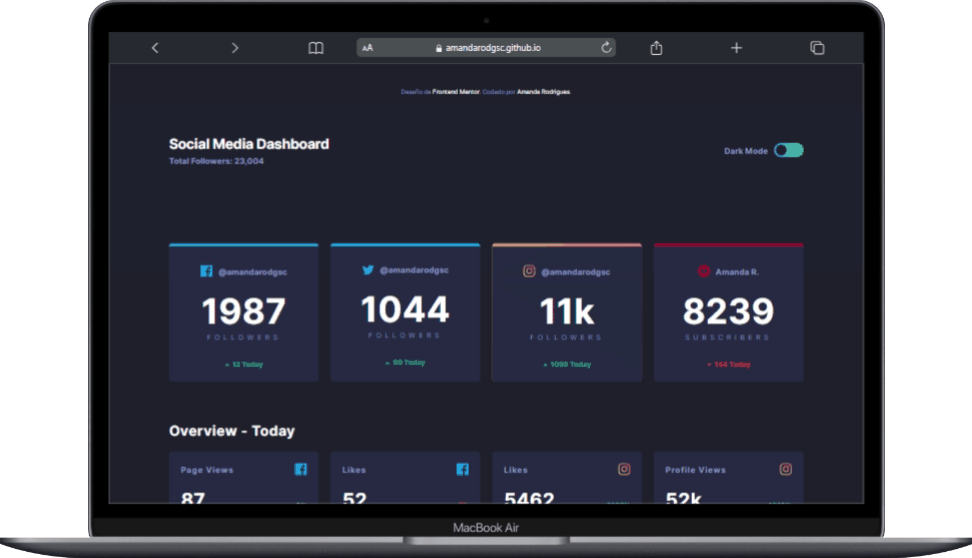 AA amandarodgsc.github.io
Desafio de Frontend Mentor. Codado por Amanda Rodrigues.
Social Media Dashboard
Total Followers: 23,004
Dark Mode
@amandarodgsc
1987
FOLLOWERS
12 Today
@amandarodgsc
1044
FOLLOWERS
99 Today
@amandarodgsc
11k
FOLLOWERS
1099 Today
Amanda R.
8239
SUBSCRIBERS
144 Today
Overview - Today
Page Views
87
Likes
52
Likes
5462
Profile Views
52k
MacBook Air